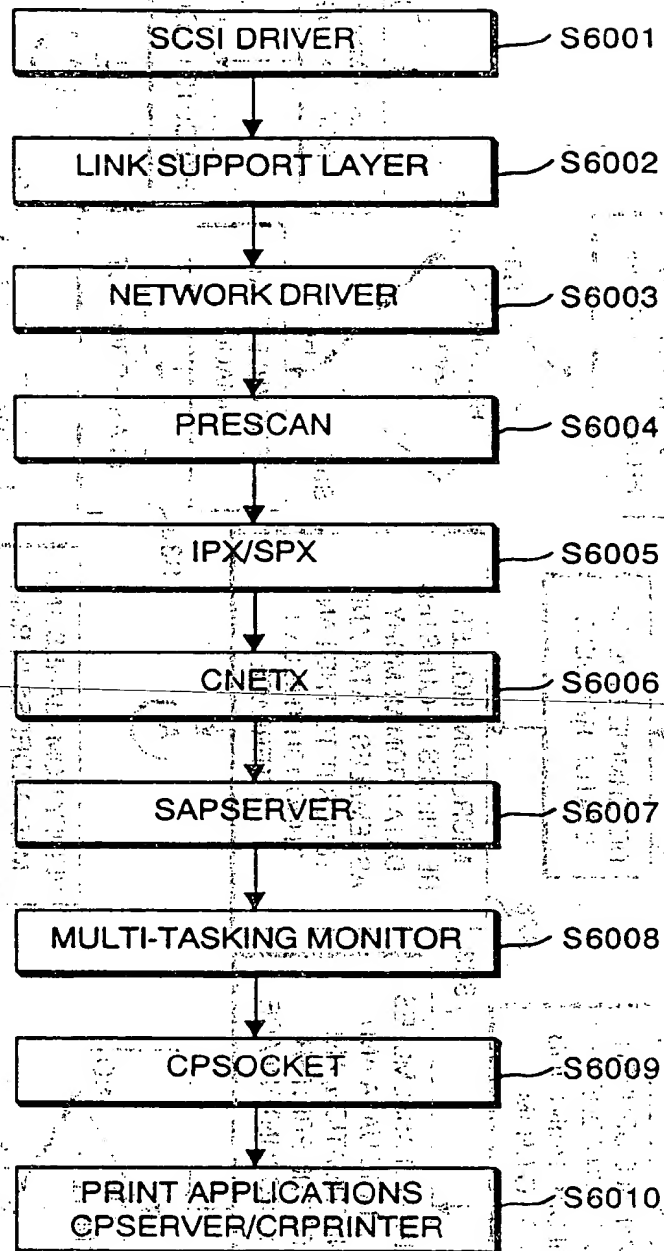 SCSI DRIVER S6001
LINK SUPPORT LAYER S6002
NETWORK DRIVER S6003
PRESCAN S6004
IPX/SPX S6005
CNETX S6006
SAPSERVER S6007
MULTI-TASKING MONITOR S6008
CPSOCKET S6009
PRINT APPLICATIONS S6010
CPSERVER/CRPRINTER